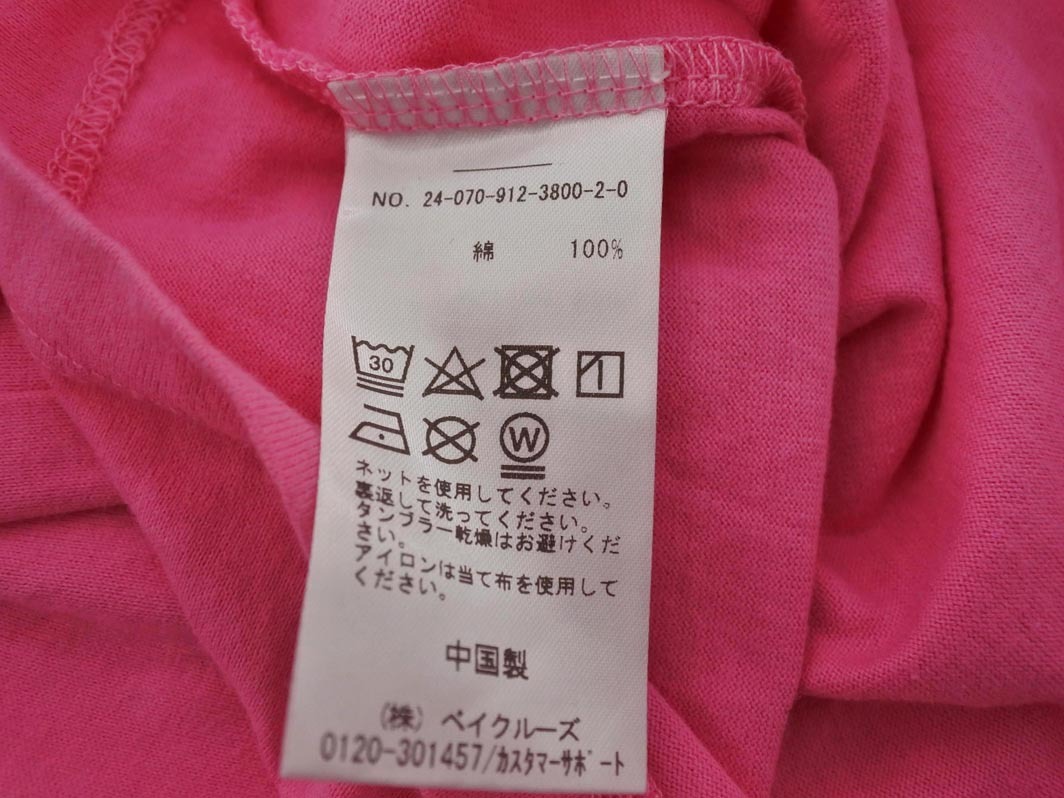 NO. 24-070-912-3800-2-0
綿 100%
30
W
ネットを使用してください。
裏返して洗ってください。
タンブラー乾燥はお避けくだ
さい。
アイロンは当て布を使用して
ください。
中国製
(株) ベイクルーズ
0120-301457/カスタマーサポート